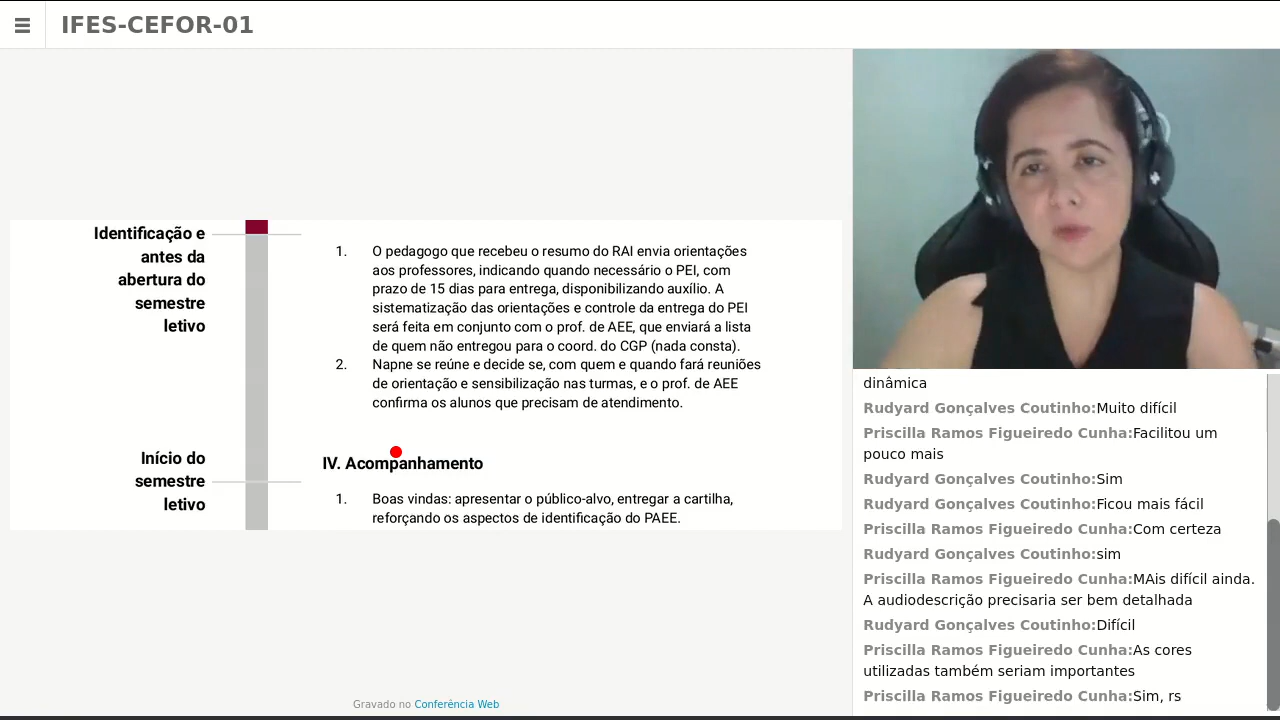 IFES-CEFOR-01
Identificação e
antes da
abertura do
semestre
letivo
1. O pedagogo que recebeu o resumo do RAI envia orientações
aos professores, indicando quando necessário o PEI, com
prazo de 15 dias para entrega, disponibilizando auxílio. A
sistematização das orientações e controle da entrega do PEI
será feita em conjunto com o prof. de AEE, que enviará a lista
de quem não entregou para o coord. do CGP (nada consta).
2. Napne se reúne e decide se, com quem e quando fará reuniões
de orientação e sensibilização nas turmas, e o prof. de AEE
confirma os alunos que precisam de atendimento.
Início do
semestre
letivo
IV. Acompanhamento
1. Boas vindas: apresentar o público-alvo, entregar a cartilha,
reforçando os aspectos de identificação do PAEE.
dinâmica
Rudyard Gonçalves Coutinho:Muito difícil
Priscilla Ramos Figueiredo Cunha:Facilitou um
pouco mais
Rudyard Gonçalves Coutinho:Sim
Rudyard Gonçalves Coutinho:Ficou mais fácil
Priscilla Ramos Figueiredo Cunha:Com certeza
Rudyard Gonçalves Coutinho:sim
Priscilla Ramos Figueiredo Cunha:MAis difícil ainda.
A audiodescrição precisaria ser bem detalhada
Rudyard Gonçalves Coutinho:Difícil
Priscilla Ramos Figueiredo Cunha:As cores
utilizadas também seriam importantes
Priscilla Ramos Figueiredo Cunha:Sim, rs
Gravado no Conferência Web